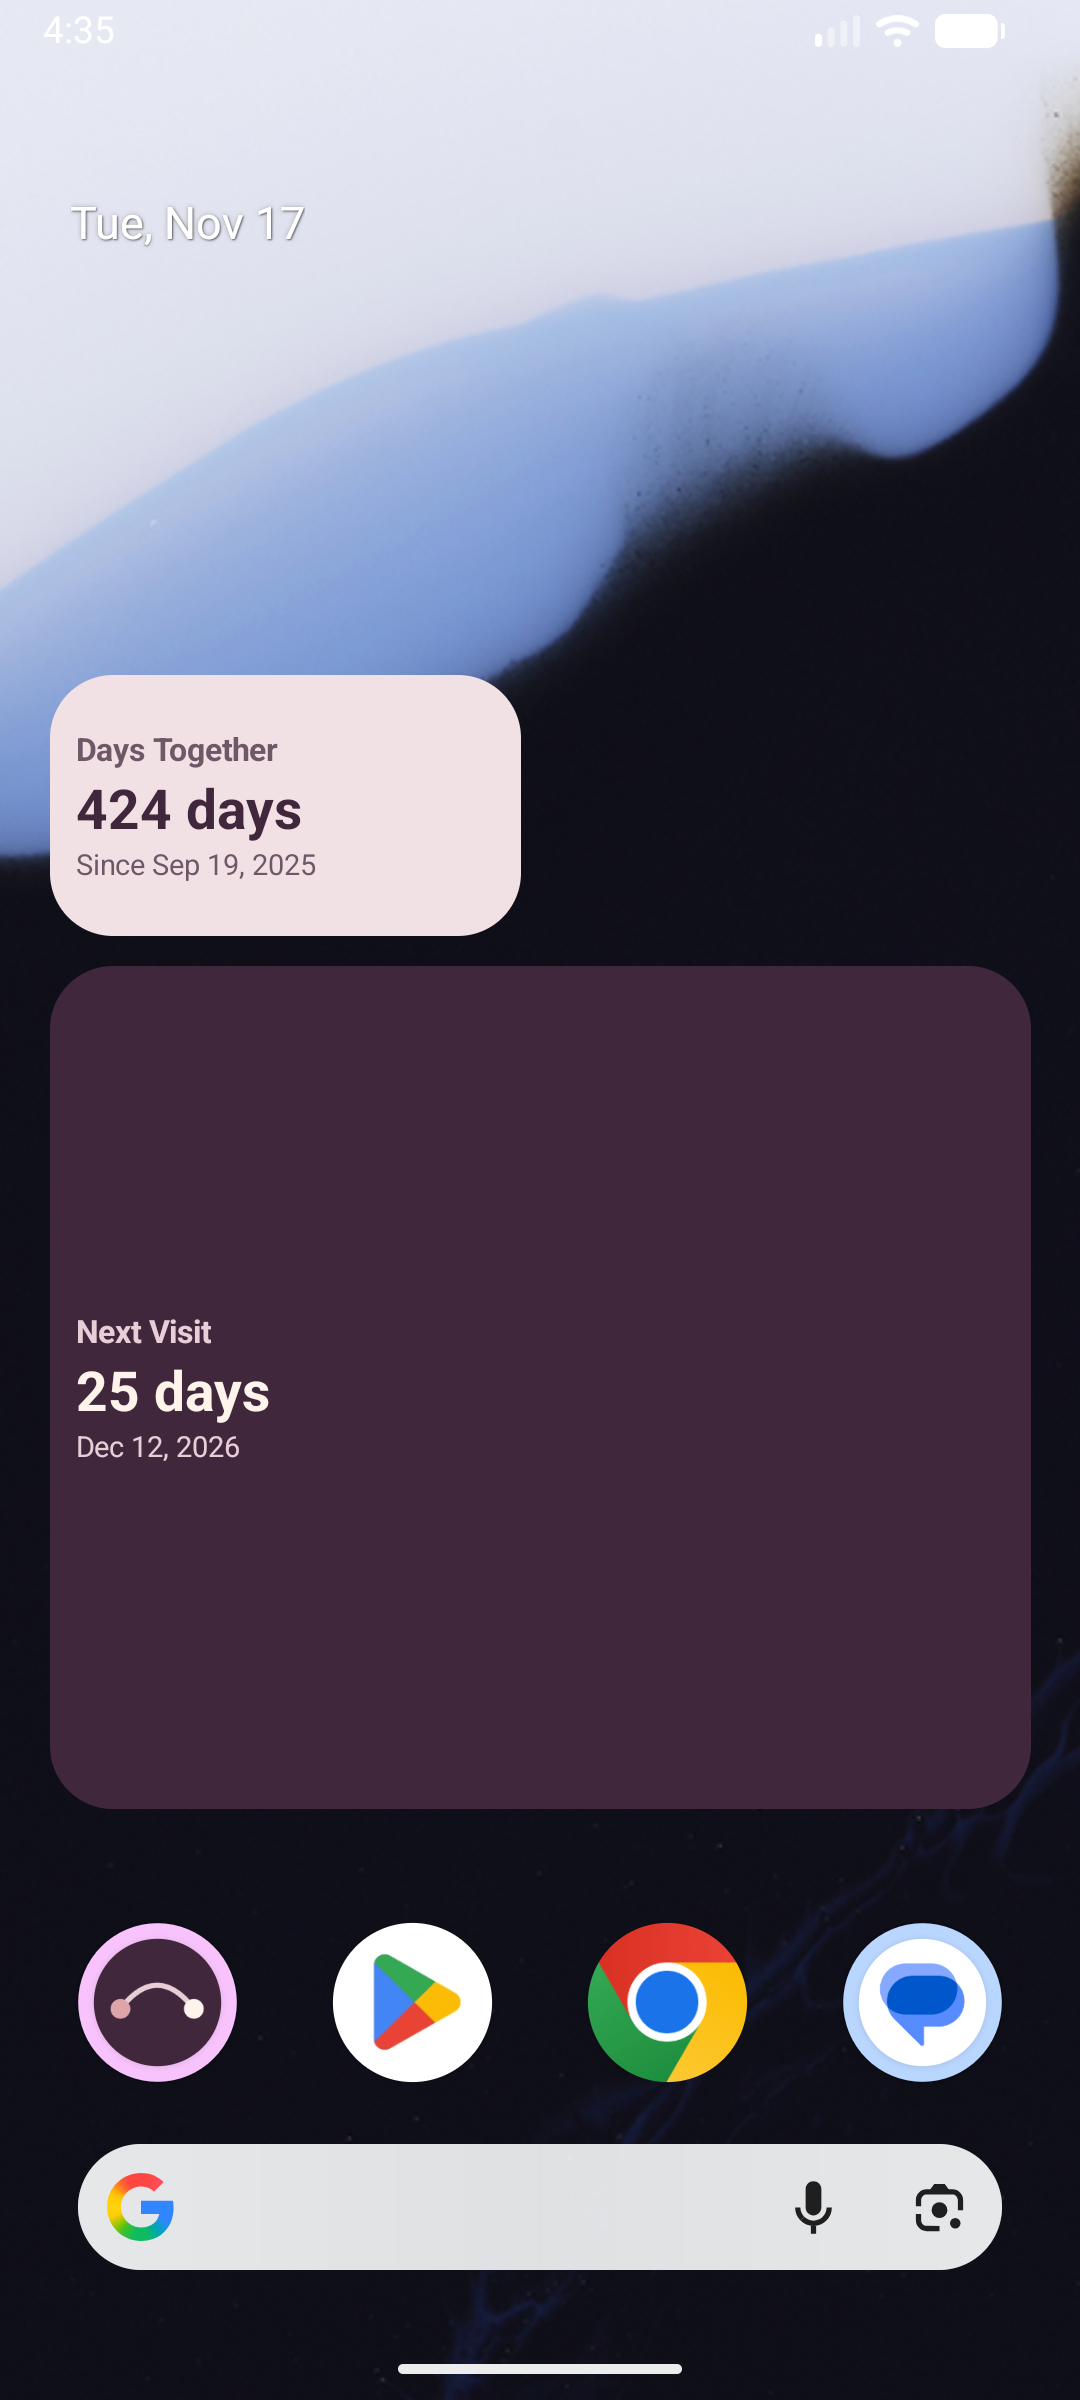 4:35
Tue, Nov 17
Days Together
424 days
Since Sep 19, 2025
Next Visit
25 days
Dec 12, 2026